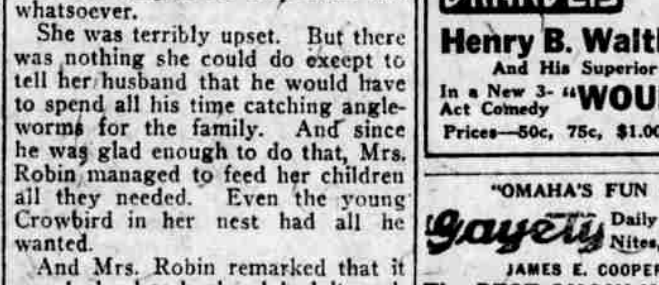 whatsoever.
She was terribly upset. But there
was nothing she could do except to
tell her husband that he would have
to spend all his time catching angle-
worms for the family. And since
he was glad enough to do that, Mrs.
Robin managed to feed her children
all they needed. Even the young
Crowbird in her nest had all he
wanted.
And Mrs. Robin remarked that it
Henry B. Walt
And His Superior
In a New 3-
Act Comedy
"WOU
Prices—50c, 75c, $1.00
"OMAHA'S FUN
Gayety
Daily
Nites,
JAMES E. COOPER